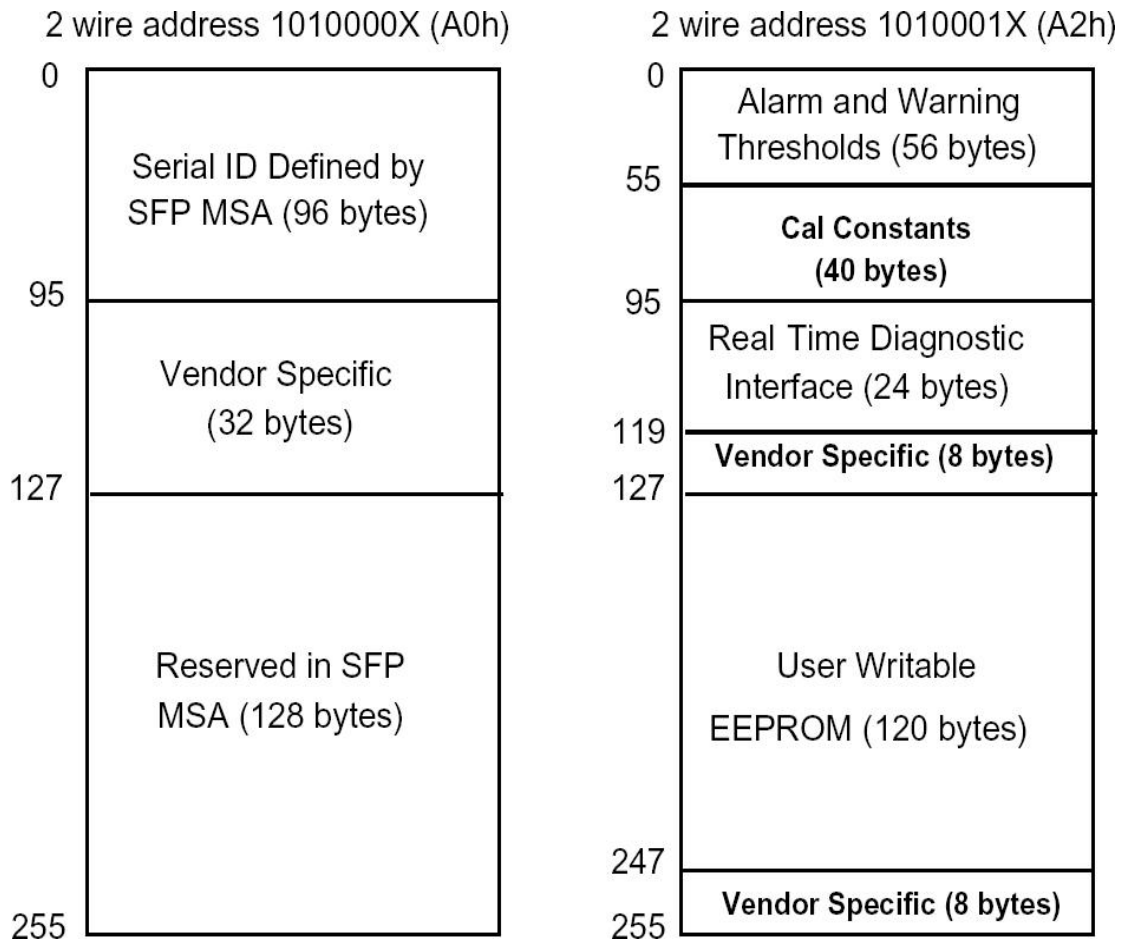 2 wire address 1010000X (A0h)
0
Serial ID Defined by
SFP MSA (96 bytes)
95
Vendor Specific
(32 bytes)
127
Reserved in SFP
MSA (128 bytes)
255
2 wire address 1010001X (A2h)
0
Alarm and Warning
Thresholds (56 bytes)
55
Cal Constants
(40 bytes)
95
Real Time Diagnostic
Interface (24 bytes)
119
Vendor Specific (8 bytes)
127
User Writable
EEPROM (120 bytes)
247
Vendor Specific (8 bytes)
255